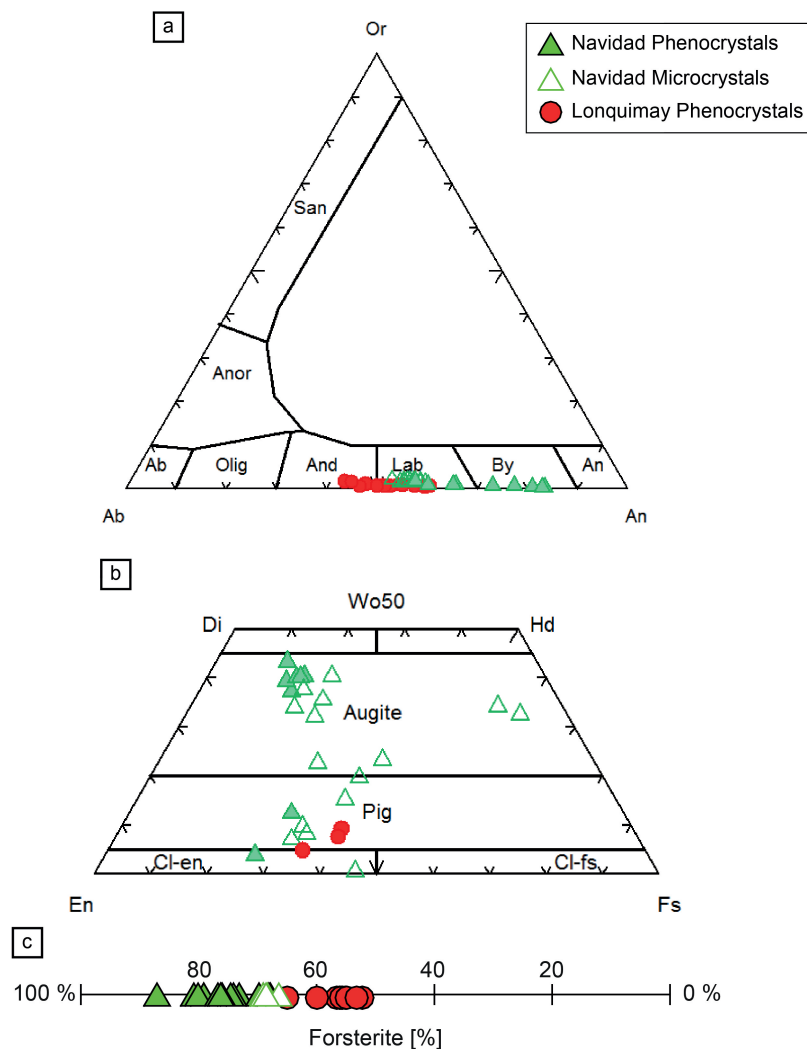 a
Or
Navidad Phenocrystals
Navidad Microcrystals
Lonquimay Phenocrystals
San
Anor
Ab Olig And Lab By An
Ab An
b
Wo50
Di Hd
Augite
Pig
Cl-en Cl-fs
En Fs
c
80 60 40 20
100 % 0 %
Forsterite [%]